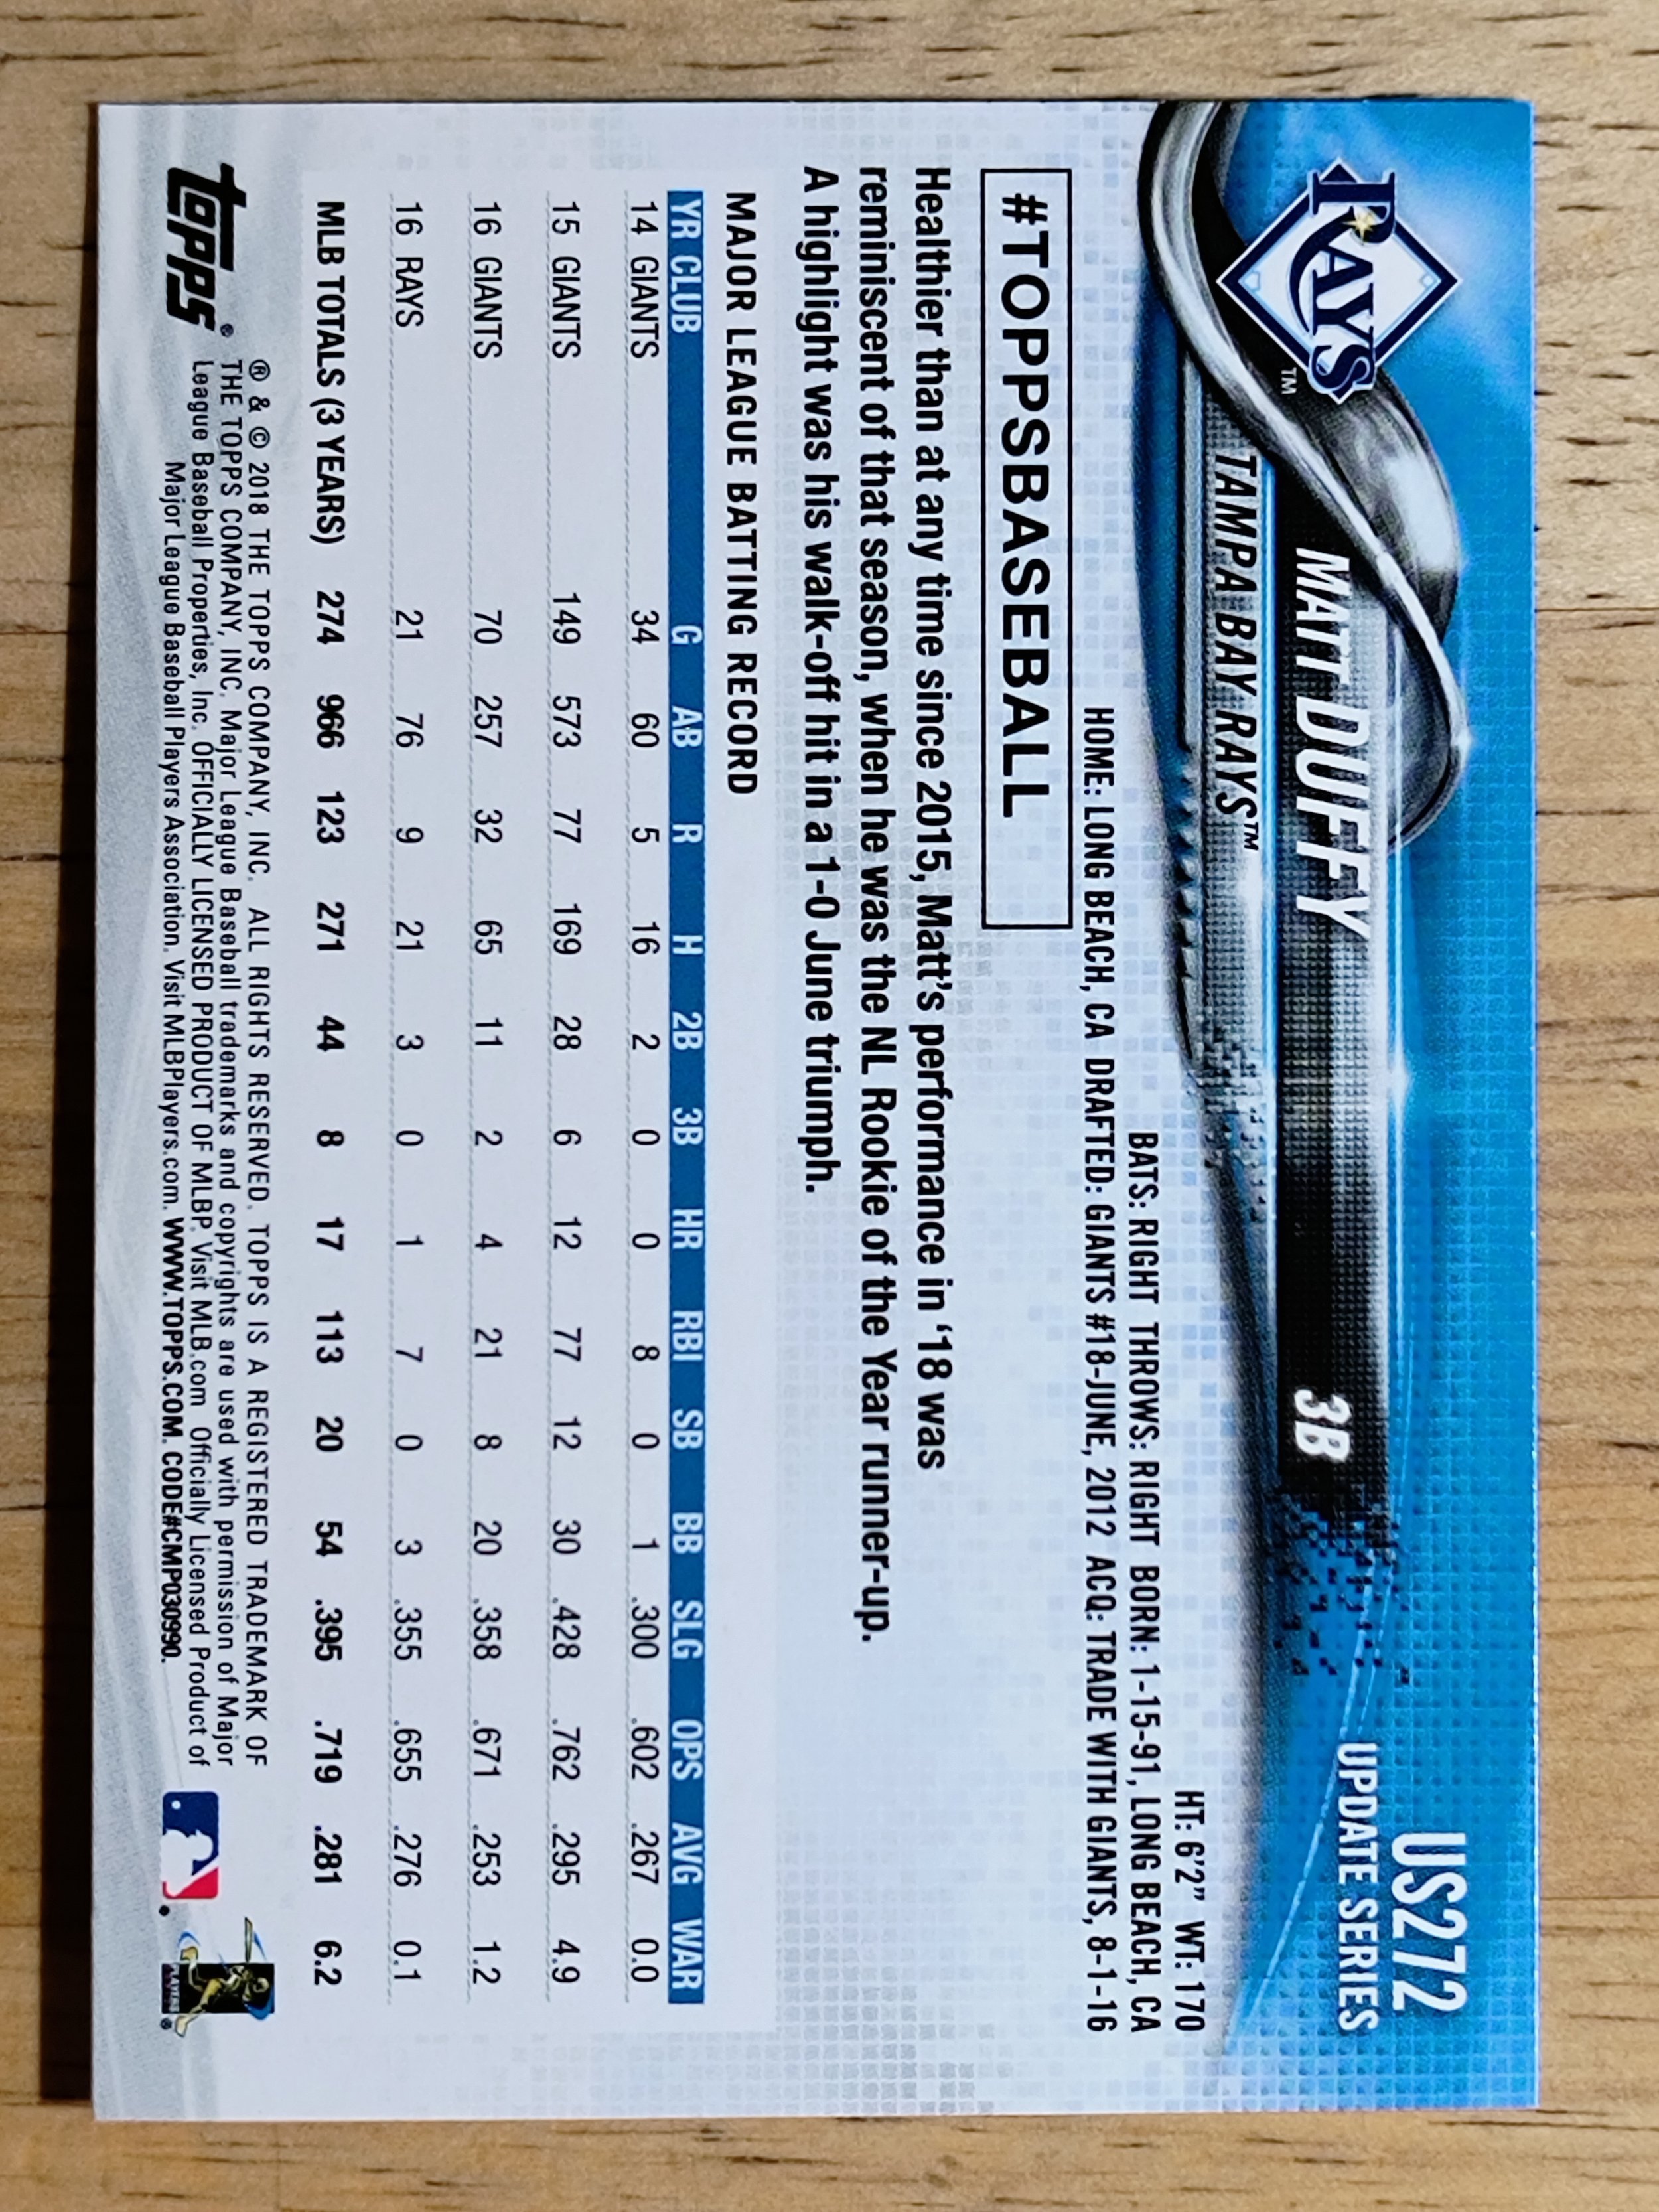 US272
UPDATE SERIES
RAYS™
MATT DUFFY 3B
TAMPA BAY RAYS™
HT: 6'2" WT: 170
BATS: RIGHT THROWS: RIGHT BORN: 1-15-91, LONG BEACH, CA
HOME: LONG BEACH, CA DRAFTED: GIANTS #18-JUNE, 2012 ACQ: TRADE WITH GIANTS, 8-1-16
#TOPPSBASEBALL
Healthier than at any time since 2015, Matt's performance in '18 was
reminiscent of that season, when he was the NL Rookie of the Year runner-up.
A highlight was his walk-off hit in a 1-0 June triumph.
MAJOR LEAGUE BATTING RECORD
YR CLUB G AB R H 2B 3B HR RBI SB BB SLG OPS AVG WAR
14 GIANTS 34 60 5 16 2 0 0 8 0 1 .300 .602 .267 0.0
15 GIANTS 149 573 77 169 28 6 12 77 12 30 .428 .762 .295 4.9
16 GIANTS 70 257 32 65 11 2 4 21 8 20 .358 .671 .253 1.2
16 RAYS 21 76 9 21 3 0 1 7 0 3 .355 .655 .276 0.1
MLB TOTALS (3 YEARS) 274 966 123 271 44 8 17 113 20 54 .395 .719 .281 6.2
topps®
® & © 2018 THE TOPPS COMPANY, INC. ALL RIGHTS RESERVED. TOPPS IS A REGISTERED TRADEMARK OF
THE TOPPS COMPANY, INC. Major League Baseball trademarks and copyrights are used with permission of Major
League Baseball Properties, Inc. OFFICIALLY LICENSED PRODUCT OF MLBP. Visit MLB.com Officially Licensed Product of
Major League Baseball Players Association. Visit MLBPlayers.com. WWW.TOPPS.COM. CODE#CMP030990.